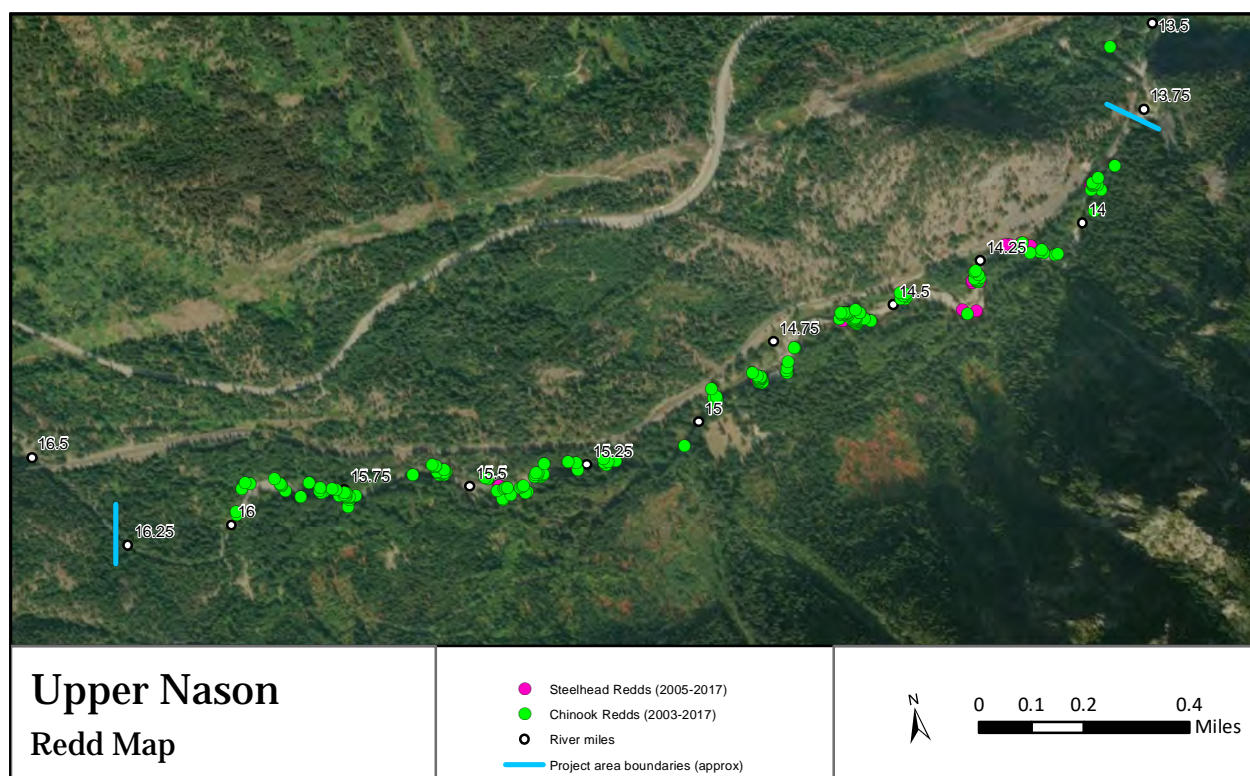 13.5
13.75
14
14.25
14.5
14.75
15
15.25
15.5
15.75
16
16.25
16.5
Upper Nason
Redd Map
Steelhead Redds (2005-2017)
Chinook Redds (2003-2017)
River miles
Project area boundaries (approx)
N
0 0.1 0.2 0.4
Miles